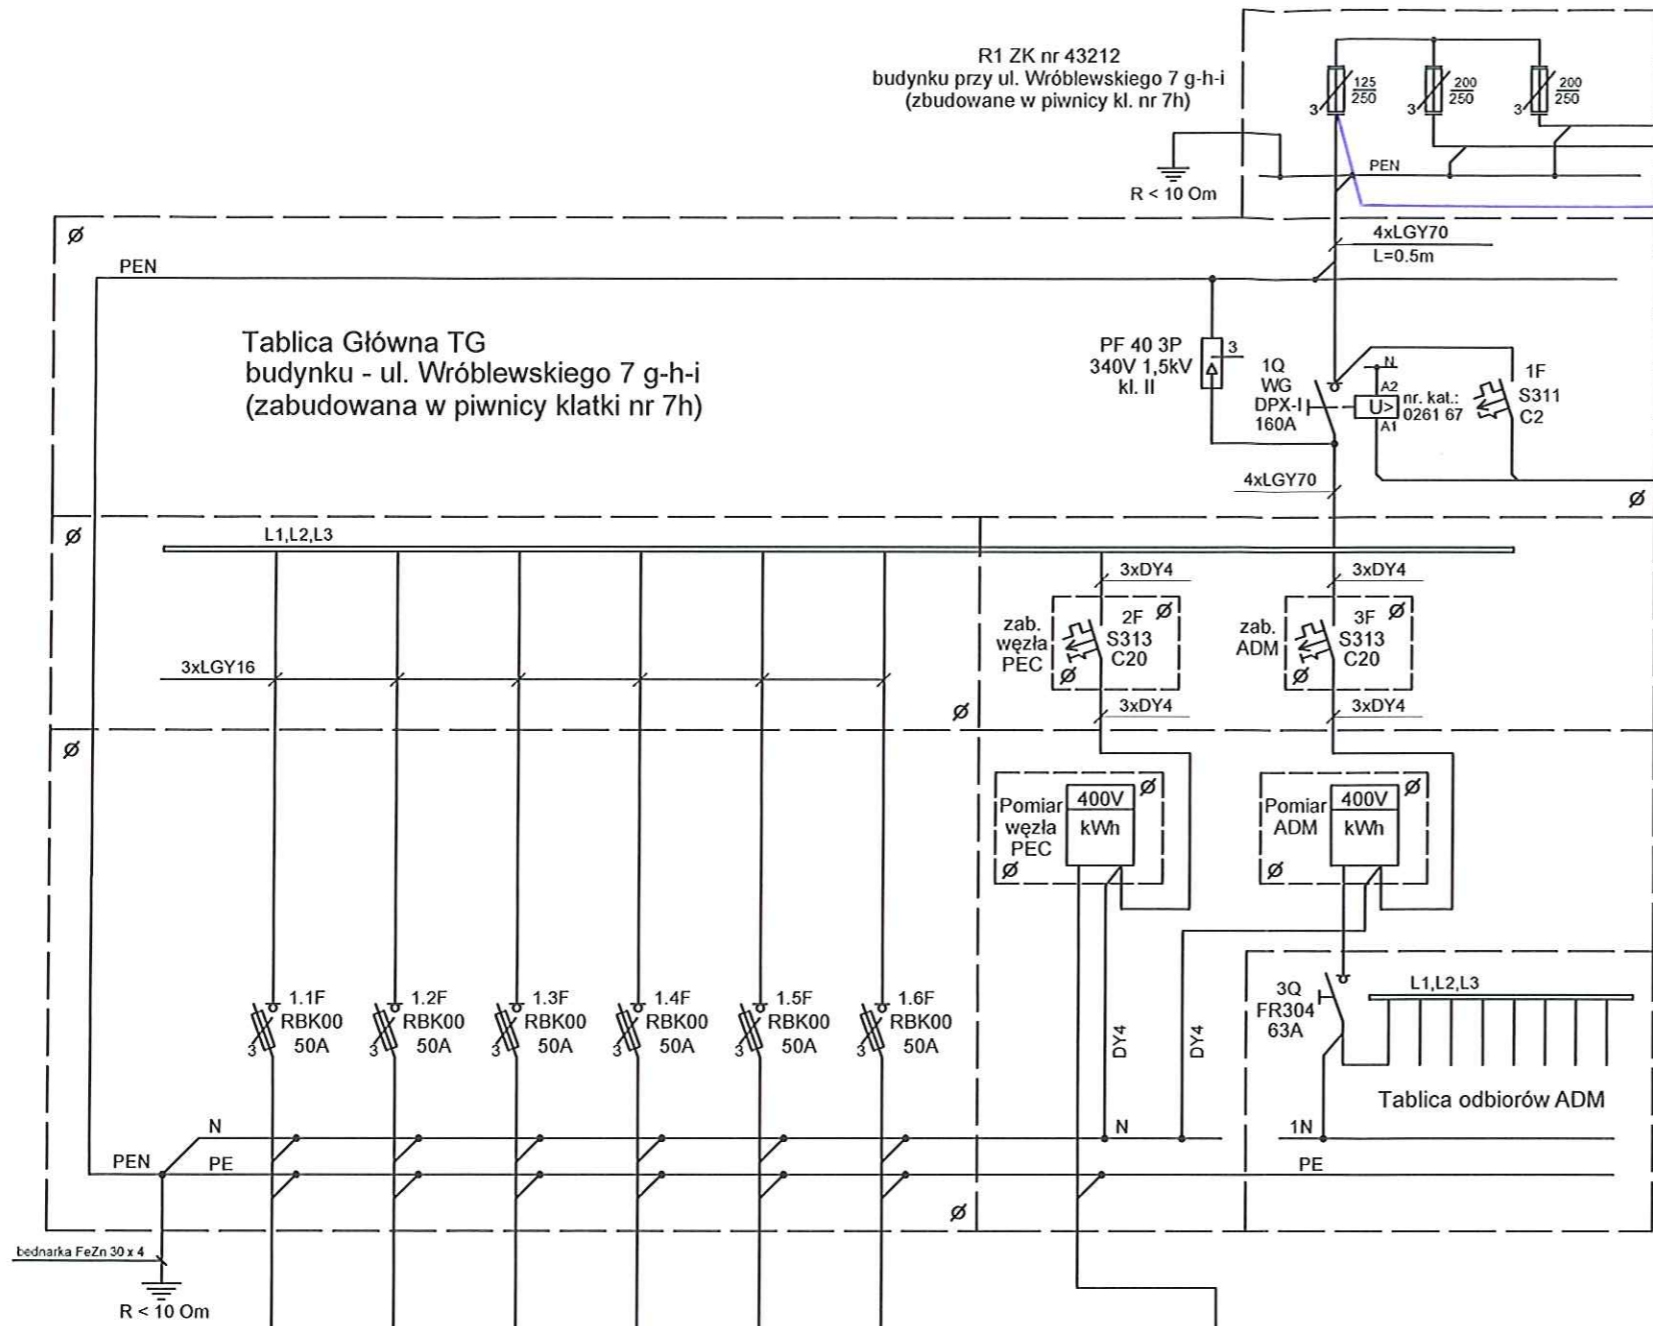 R1 ZK nr 43212
budynku przy ul. Wróblewskiego 7 g-h-i
(zbudowane w piwnicy kl. nr 7h)
125
250
3
200
250
3
200
250
3
PEN
R < 10 Om
4xLGY70
L=0.5m
Ø
PEN
Tablica Główna TG
budynku - ul. Wróblewskiego 7 g-h-i
(zabudowana w piwnicy klatki nr 7h)
PF 40 3P
340V 1,5kV
kl. II
3
1Q
WG
DPX-I
160A
N
A2
U>
A1
nr. kat.:
0261 67
1F
S311
C2
4xLGY70
Ø
Ø
L1,L2,L3
3xDY4
3xDY4
zab.
węzła
PEC
2F
S313
C20
Ø
Ø
zab.
ADM
3F
S313
C20
Ø
Ø
3xLGY16
3xDY4
3xDY4
Ø
Ø
Pomiar
węzła
PEC
400V
kWh
Ø
Ø
Pomiar
ADM
400V
kWh
Ø
Ø
1.1F
RBK00
50A
3
1.2F
RBK00
50A
3
1.3F
RBK00
50A
3
1.4F
RBK00
50A
3
1.5F
RBK00
50A
3
1.6F
RBK00
50A
3
DY4
DY4
3Q
FR304
63A
L1,L2,L3
Tablica odbiorów ADM
N
N
1N
PEN
PE
PE
Ø
bednarka FeZn 30 x 4
R < 10 Om